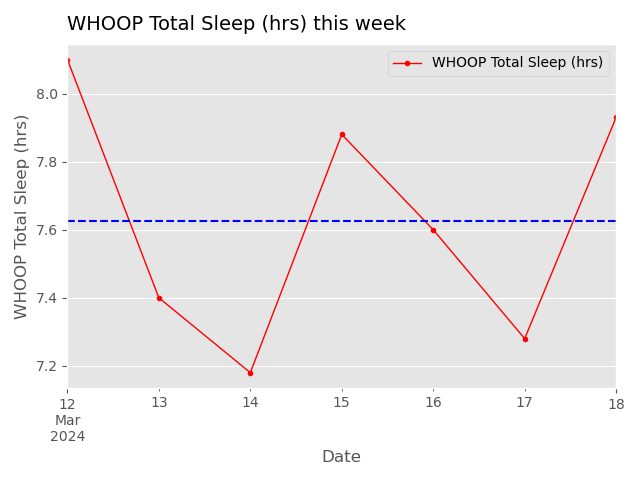 WHOOP Total Sleep (hrs) this week
WHOOP Total Sleep (hrs)
WHOOP Total Sleep (hrs)
8.0
7.8
7.6
7.4
7.2
12 13 14 15 16 17 18
Mar
2024
Date